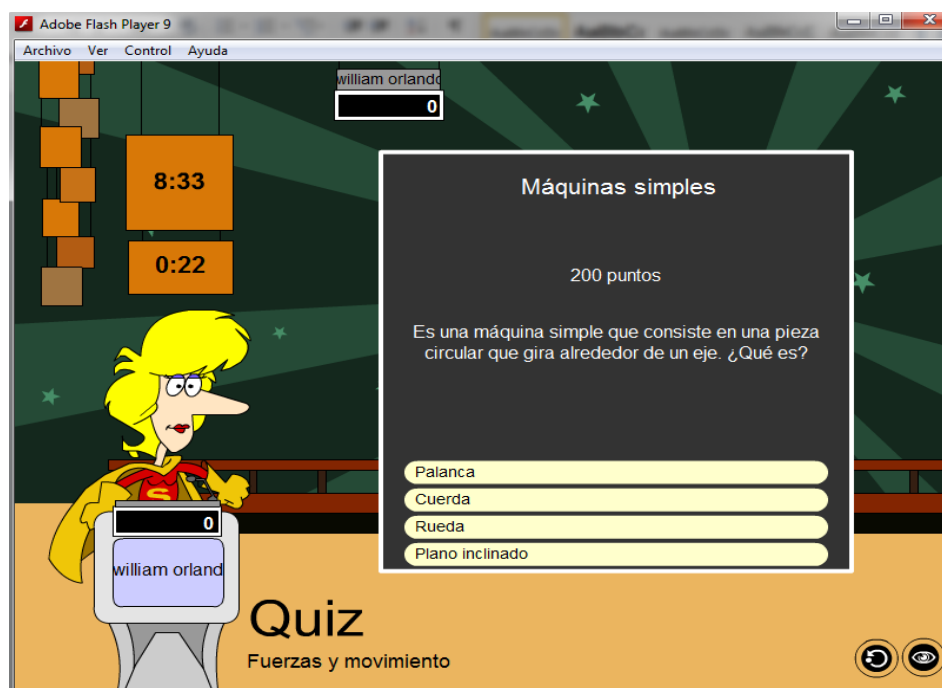 Adobe Flash Player 9
Archivo Ver Control Ayuda
william orlando
0
8:33
0:22
Máquinas simples
200 puntos
Es una máquina simple que consiste en una pieza
circular que gira alrededor de un eje. ¿Qué es?
Palanca
Cuerda
Rueda
Plano inclinado
S
0
william orland
Quiz
Fuerzas y movimiento